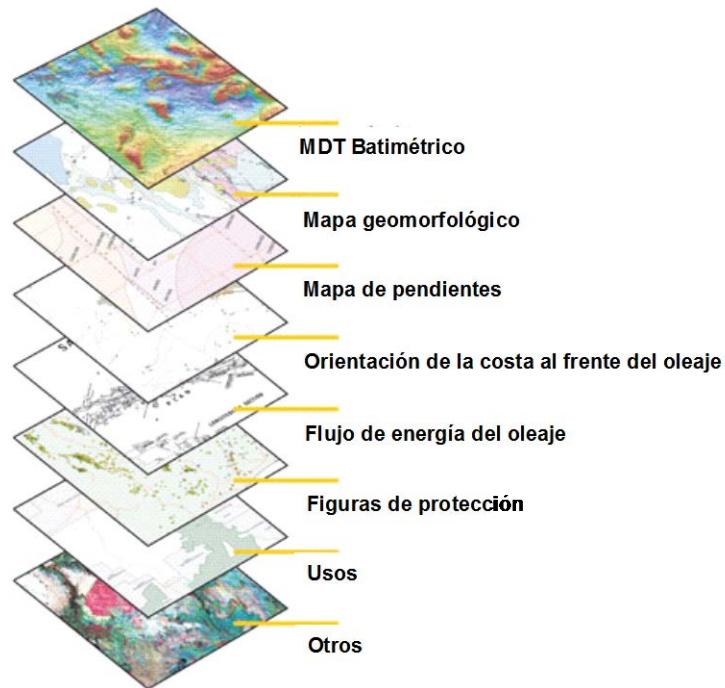 MDT Batimétrico
Mapa geomorfológico
Mapa de pendientes
Orientación de la costa al frente del oleaje
Flujo de energía del oleaje
Figuras de protección
Usos
Otros